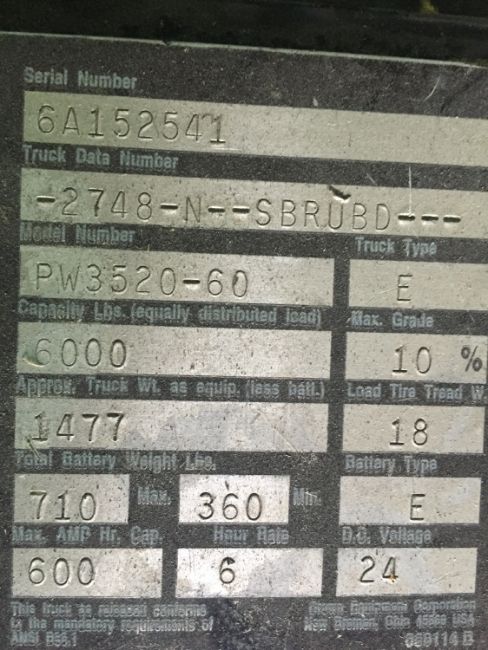 Serial Number
6A152541
Truck Data Number
-2748-N--SBRUBD---
Model Number Truck Type
PW3520-60 E
Capacity Lbs. (equally distributed load) Max. Grade
6000 10 %
Approx. Truck Wt. as equip. (less batt.) Load Tire Tread W.
1477 18
Total Battery Weight Lbs. Battery Type
710 Max. 360 Min. E
Max. AMP Hr. Cap. Hour Rate D.C. Voltage
600 6 24
This truck as released conforms Crown Equipment Corporation
to the mandatory requirements of New Bremen, Ohio 45869 USA
ANSI B56.1